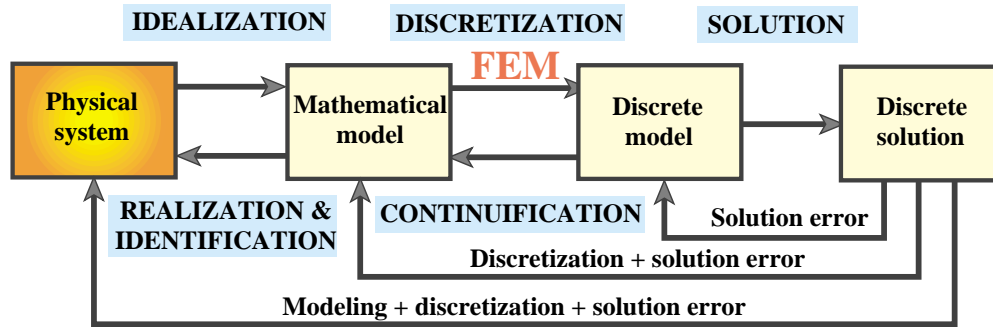 IDEALIZATION
DISCRETIZATION
SOLUTION
FEM
Physical
system
Mathematical
model
Discrete
model
Discrete
solution
REALIZATION &
IDENTIFICATION
CONTINUIFICATION
Solution error
Discretization + solution error
Modeling + discretization + solution error